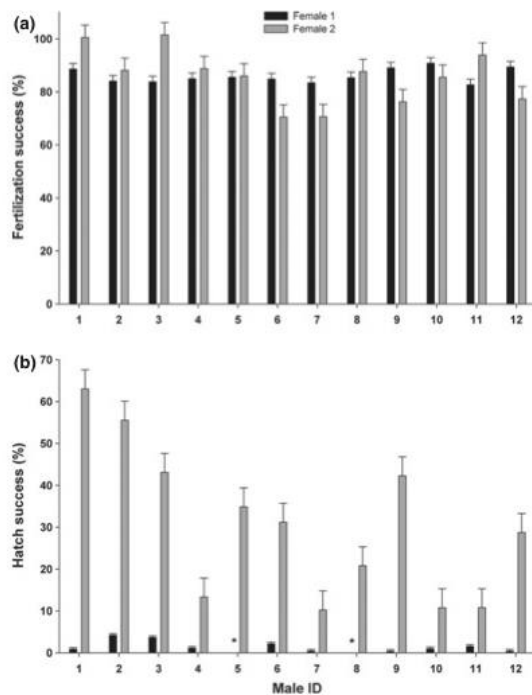 (a)
Female 1
Female 2
Fertilization success (%)
100
80
60
40
20
0
1 2 3 4 5 6 7 8 9 10 11 12
(b)
Hatch success (%)
70
60
50
40
30
20
10
0
* *
1 2 3 4 5 6 7 8 9 10 11 12
Male ID